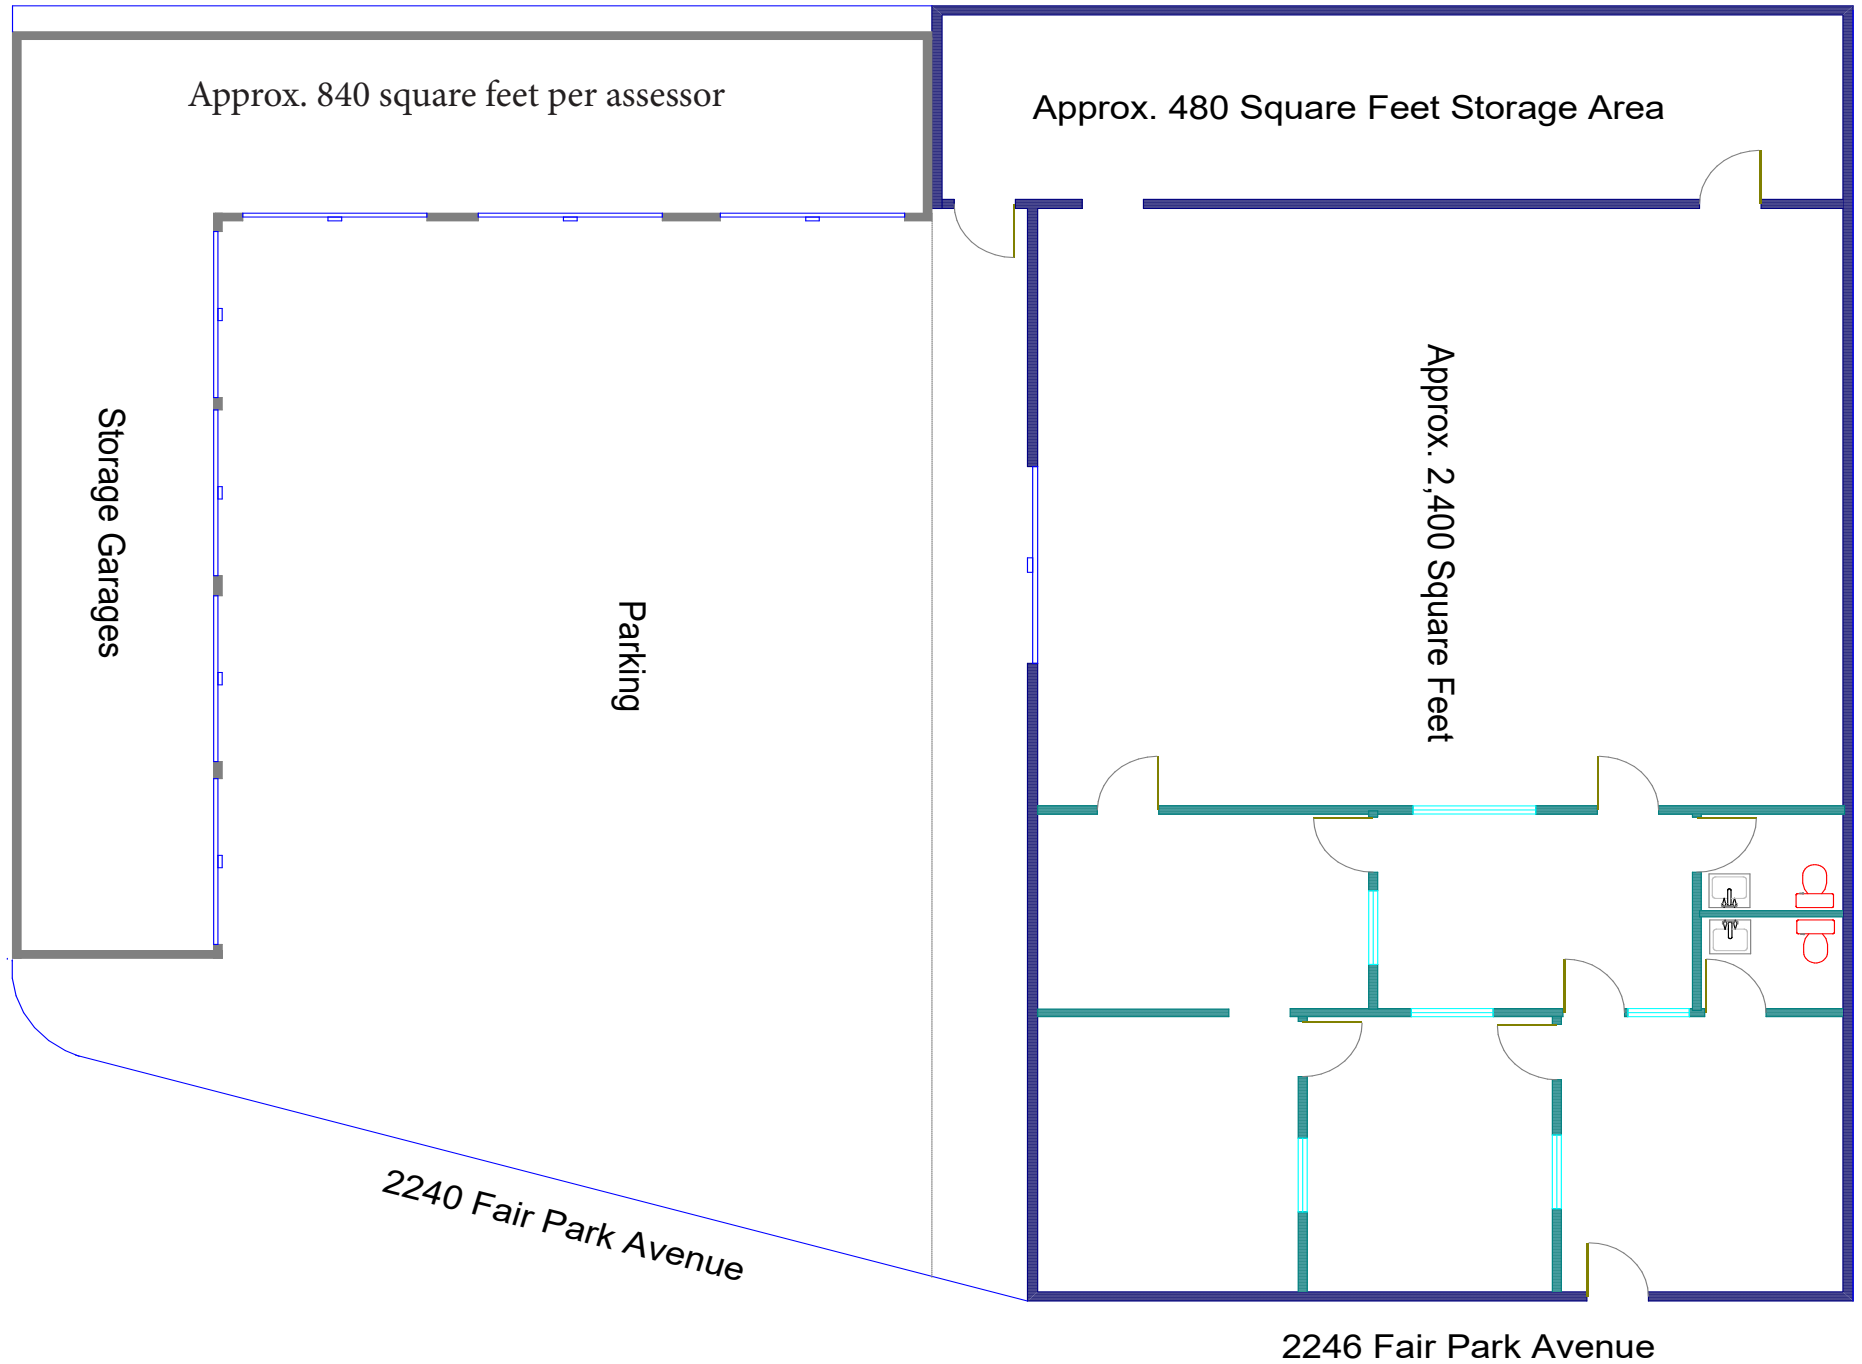 Approx. 840 square feet per assessor
Approx. 480 Square Feet Storage Area
Storage Garages
Parking
Approx. 2,400 Square Feet
2240 Fair Park Avenue
2246 Fair Park Avenue